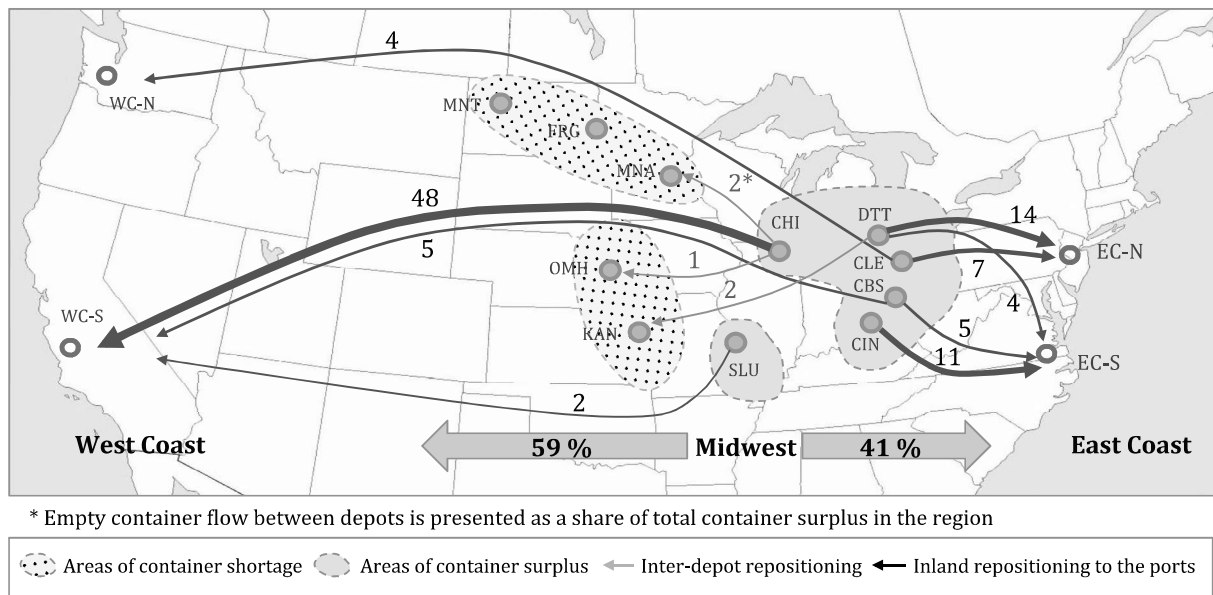 4
WC-N
MNT
FRG
MNA
2*
48
CHI
DTT
14
5
OMH
1
CLE
7
EC-N
2
CBS
4
WC-S
KAN
CIN
5
SLU
11
EC-S
2
West Coast
59 %
Midwest
41 %
East Coast
* Empty container flow between depots is presented as a share of total container surplus in the region
Areas of container shortage
Areas of container surplus
Inter-depot repositioning
Inland repositioning to the ports